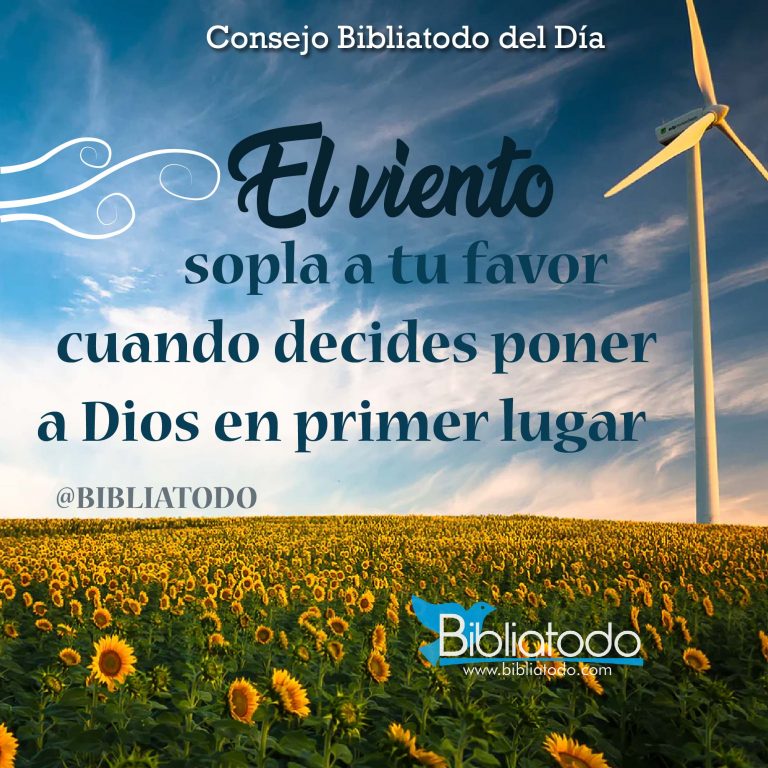 Consejo Bibliatodo del Día
El viento
sopla a tu favor
cuando decides poner
a Dios en primer lugar
@BIBLIATODO
Bibliatodo
www.bibliatodo.com